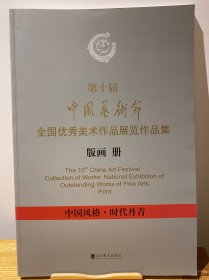 第十届
中国艺术节
全国优秀美术作品展览作品集
版画 册
The 10th China Art Festival
Collection of Works: National Exhibition of
Outstanding Works of Fine Arts
Print
中国风格·时代丹青